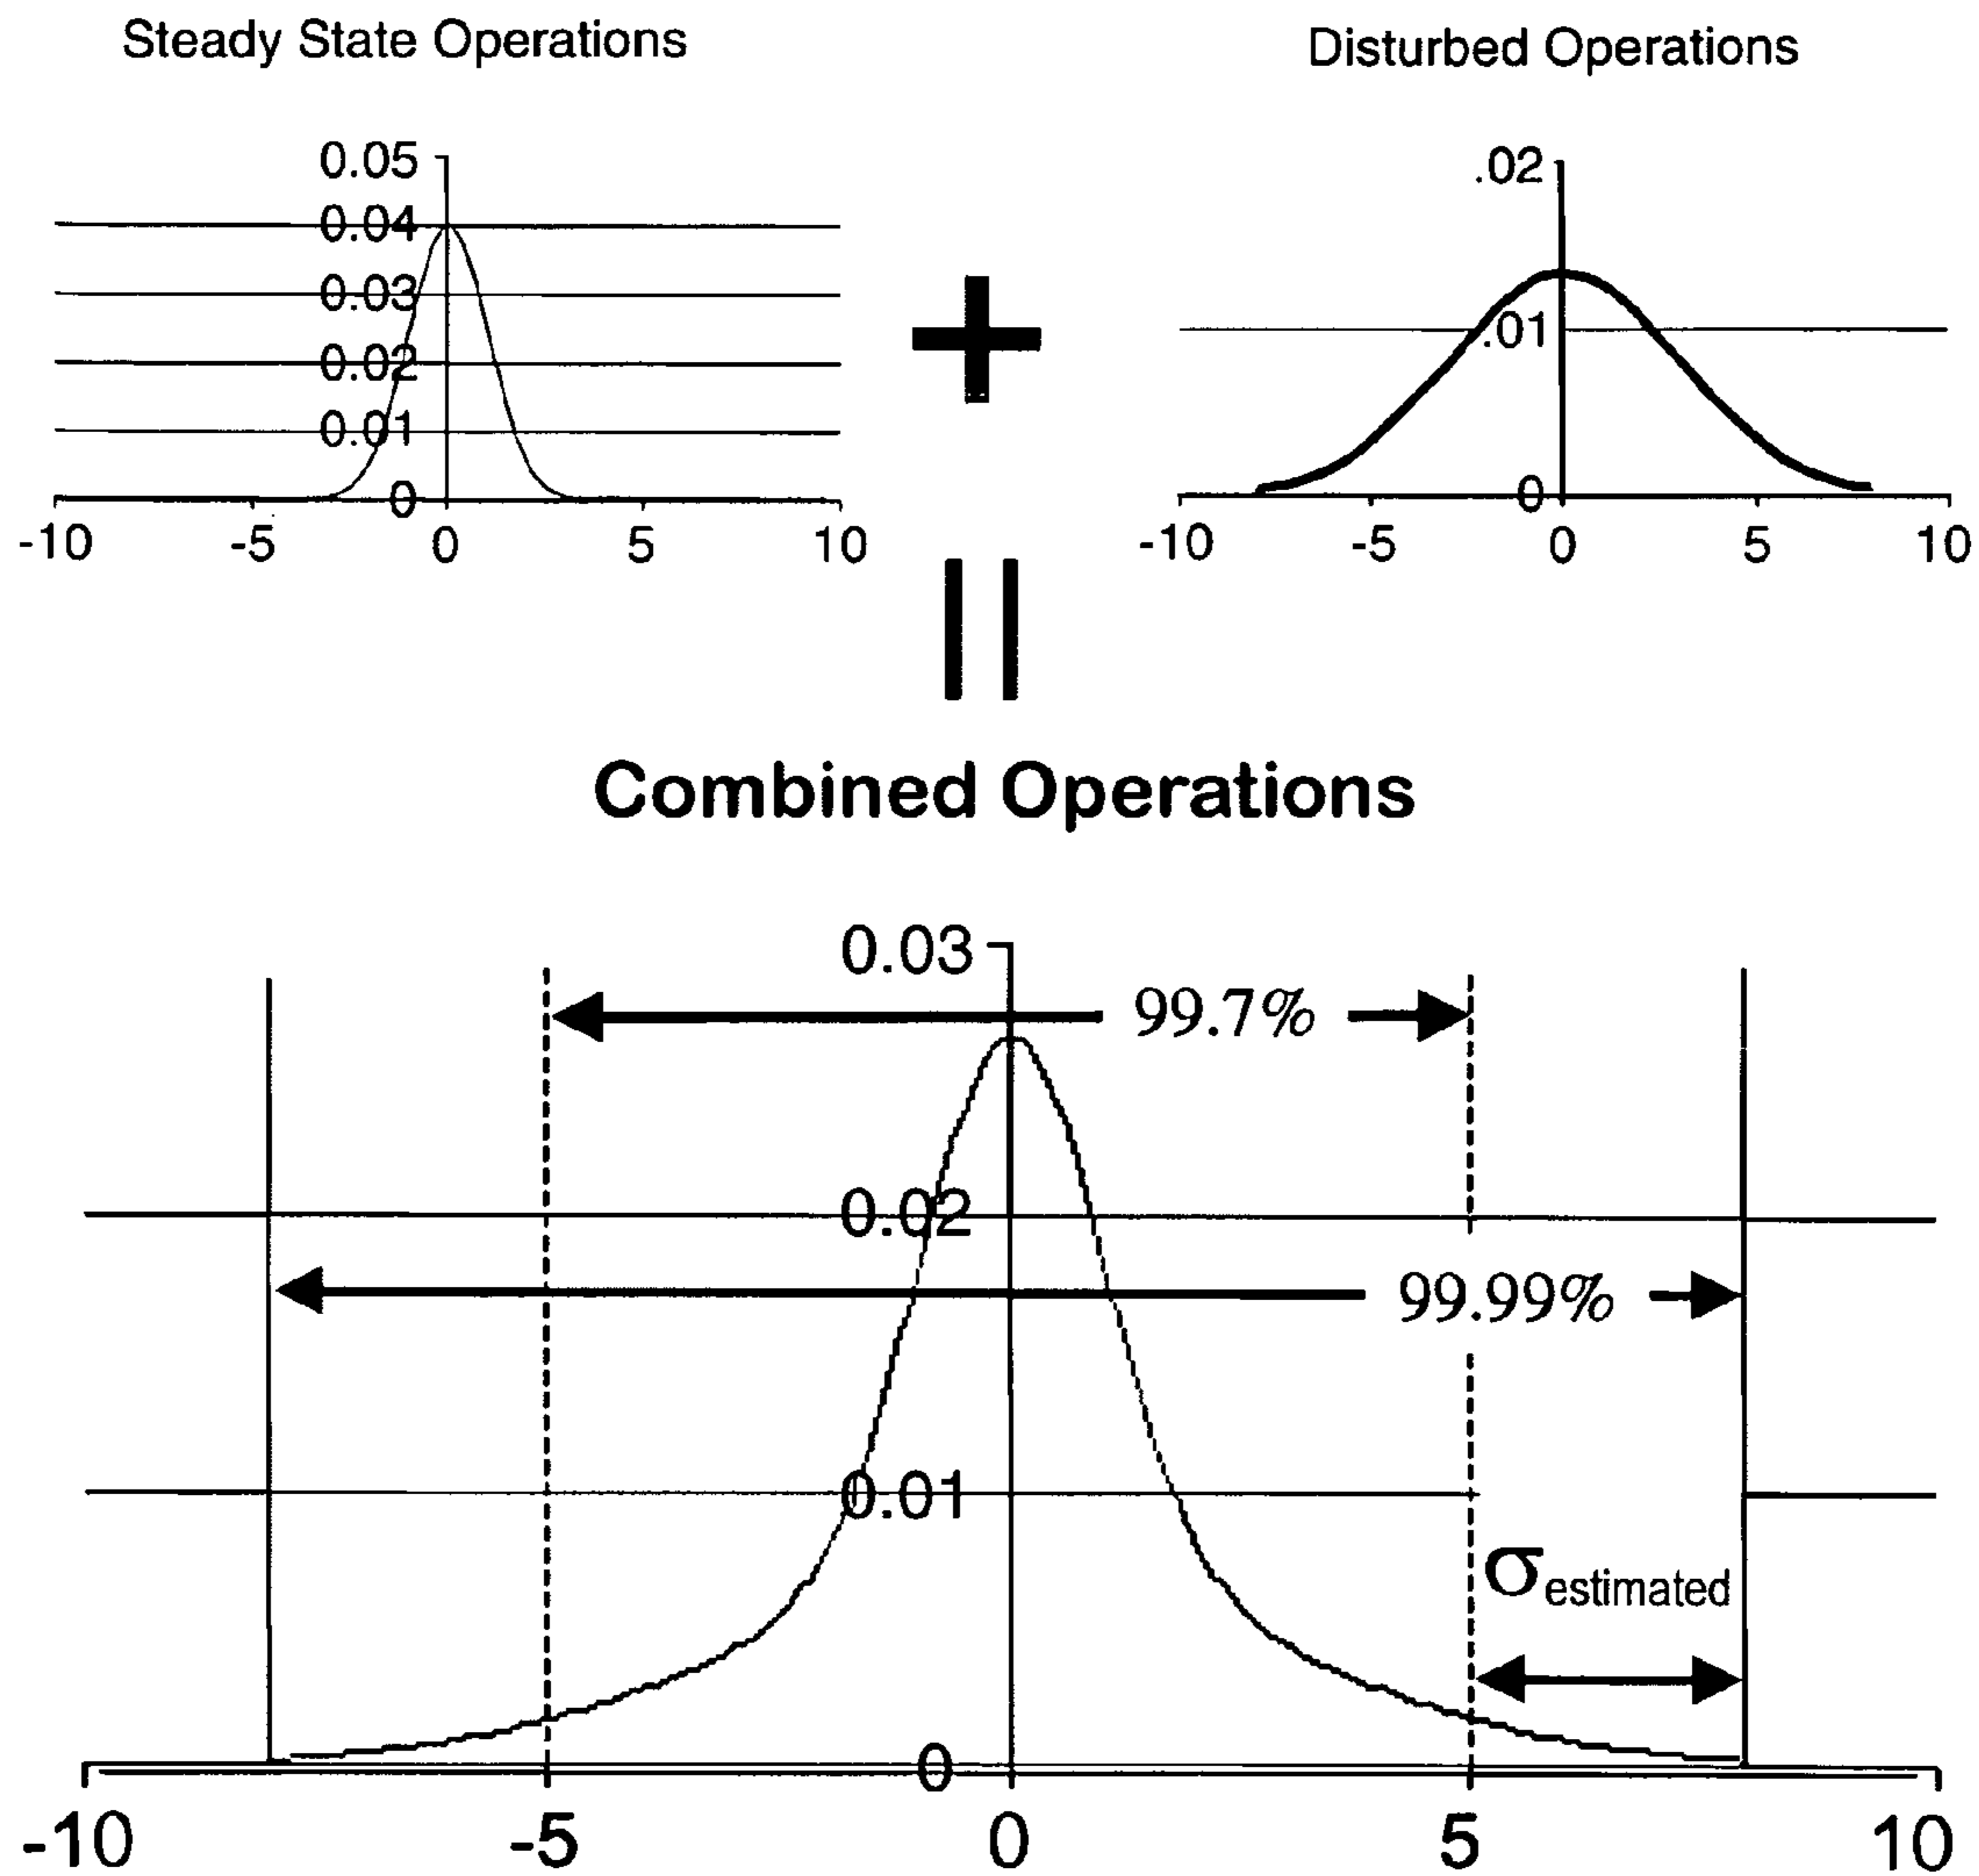 Steady State Operations
0.05
0.04
0.03
0.02
0.01
0
-10 -5 0 5 10
Disturbed Operations
.02
.01
0
-10 -5 0 5 10
+
=
Combined Operations
0.03
99.7%
0.02
99.99%
0.01
σestimated
0
-10 -5 0 5 10